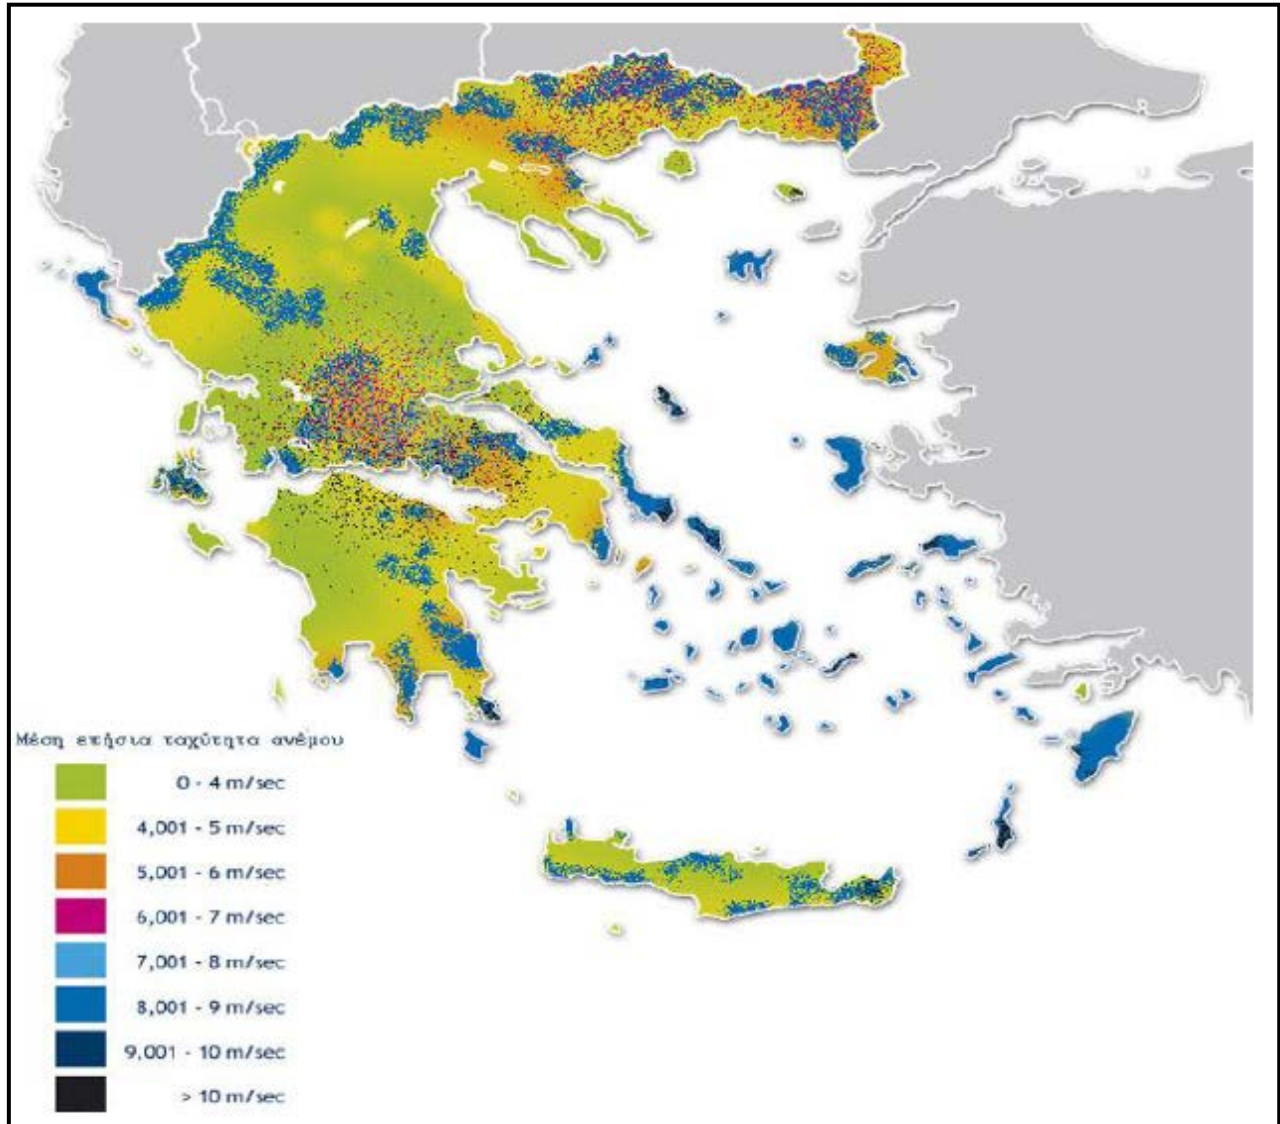 Μέση ετήσια ταχύτητα ανέμου
0 - 4 m/sec
4,001 - 5 m/sec
5,001 - 6 m/sec
6,001 - 7 m/sec
7,001 - 8 m/sec
8,001 - 9 m/sec
9,001 - 10 m/sec
> 10 m/sec